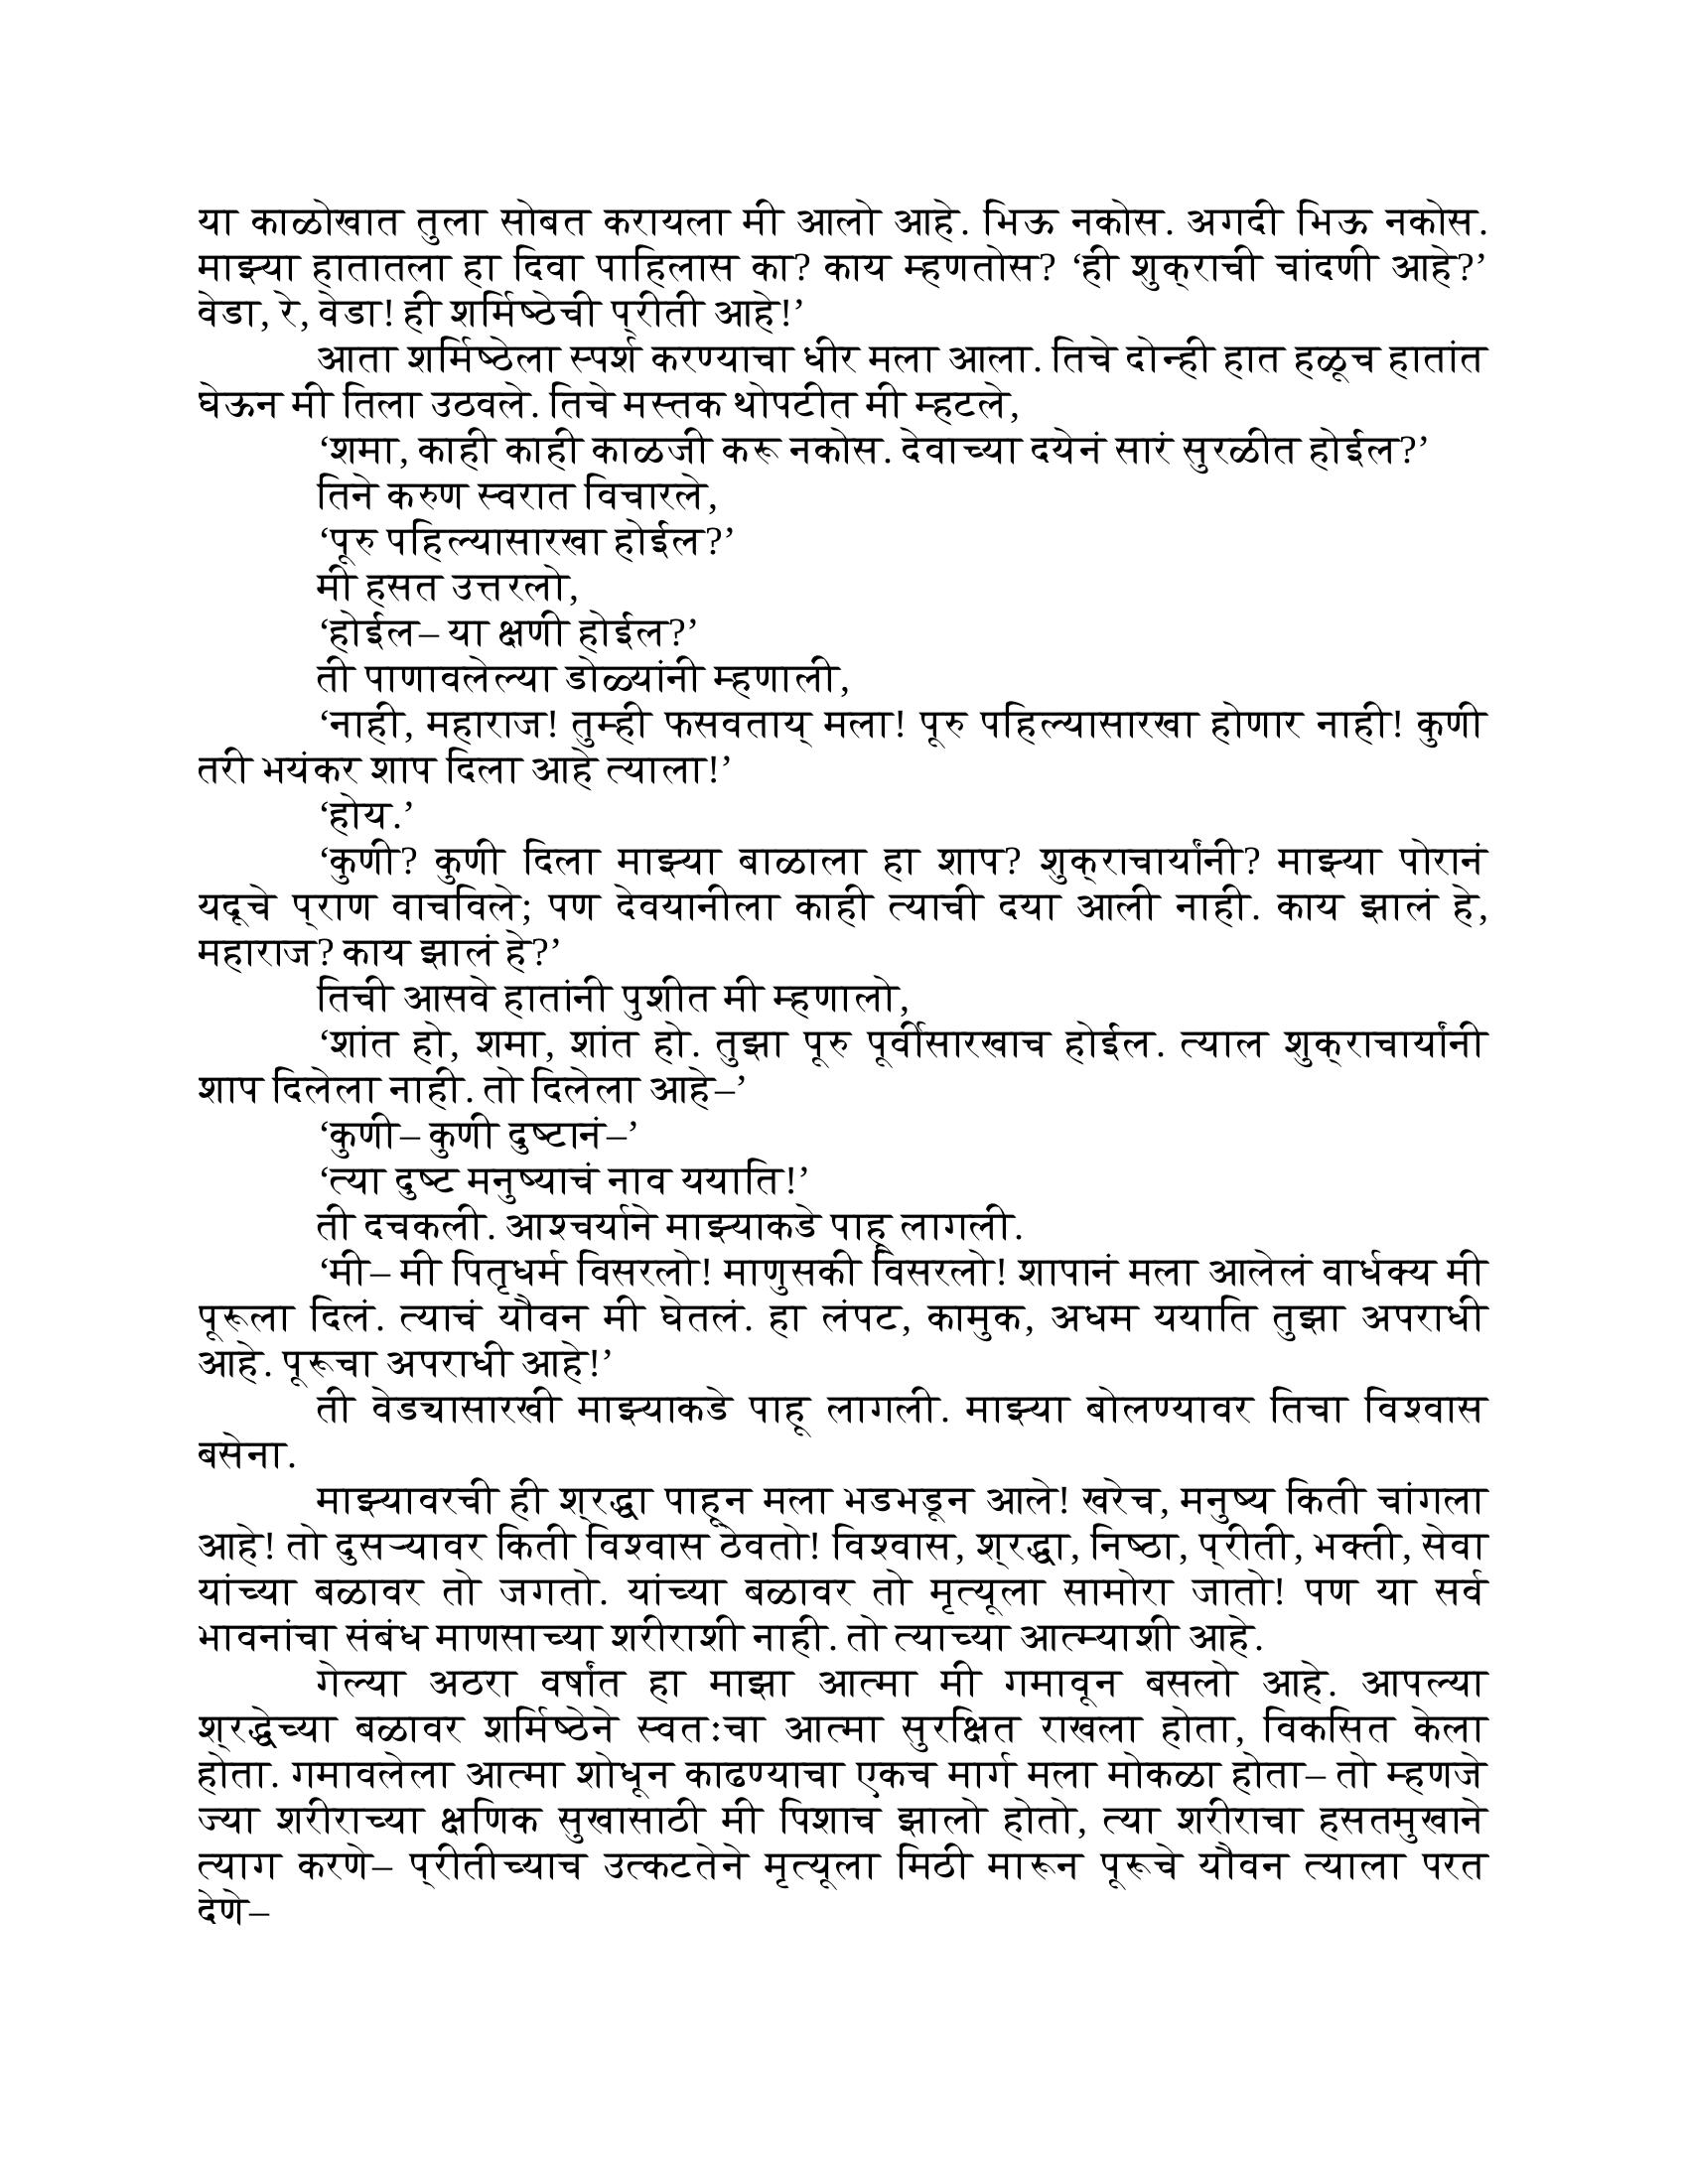 या काळोखात तुला सोबत करायला मी आलो आहे. भिऊ नकोस. अगदी भिऊ नकोस.
माझ्या हातातला हा दिवा पाहिलास का? काय म्हणतोस? ‘ही शुक्राची चांदणी आहे?’
वेडा, रे, वेडा! ही शर्मिष्ठेची प्रीती आहे!’
आता शर्मिष्ठेला स्पर्श करण्याचा धीर मला आला. तिचे दोन्ही हात हळूच हातांत
घेऊन मी तिला उठवले. तिचे मस्तक थोपटीत मी म्हटले,
‘शमा, काही काही काळजी करू नकोस. देवाच्या दयेनं सारं सुरळीत होईल?’
तिने करुण स्वरात विचारले,
‘पूरु पहिल्यासारखा होईल?’
मी हसत उत्तरलो,
‘होईल– या क्षणी होईल?’
ती पाणावलेल्या डोळ्यांनी म्हणाली,
‘नाही, महाराज! तुम्ही फसवताय् मला! पूरु पहिल्यासारखा होणार नाही! कुणी
तरी भयंकर शाप दिला आहे त्याला!’
‘होय.’
‘कुणी? कुणी दिला माझ्या बाळाला हा शाप? शुक्राचार्यांनी? माझ्या पोरानं
यदूचे प्राण वाचविले; पण देवयानीला काही त्याची दया आली नाही. काय झालं हे,
महाराज? काय झालं हे?’
तिची आसवे हातांनी पुशीत मी म्हणालो,
‘शांत हो, शमा, शांत हो. तुझा पूरु पूर्वीसारखाच होईल. त्याल शुक्राचार्यांनी
शाप दिलेला नाही. तो दिलेला आहे–’
‘कुणी– कुणी दुष्टानं–’
‘त्या दुष्ट मनुष्याचं नाव ययाति!’
ती दचकली. आश्चर्याने माझ्याकडे पाहू लागली.
‘मी– मी पितृधर्म विसरलो! माणुसकी विसरलो! शापानं मला आलेलं वार्धक्य मी
पूरूला दिलं. त्याचं यौवन मी घेतलं. हा लंपट, कामुक, अधम ययाति तुझा अपराधी
आहे. पूरूचा अपराधी आहे!’
ती वेड्यासारखी माझ्याकडे पाहू लागली. माझ्या बोलण्यावर तिचा विश्वास
बसेना.
माझ्यावरची ही श्रद्धा पाहून मला भडभडून आले! खरेच, मनुष्य किती चांगला
आहे! तो दुसऱ्यावर किती विश्वास ठेवतो! विश्वास, श्रद्धा, निष्ठा, प्रीती, भक्ती, सेवा
यांच्या बळावर तो जगतो. यांच्या बळावर तो मृत्यूला सामोरा जातो! पण या सर्व
भावनांचा संबंध माणसाच्या शरीराशी नाही. तो त्याच्या आत्म्याशी आहे.
गेल्या अठरा वर्षांत हा माझा आत्मा मी गमावून बसलो आहे. आपल्या
श्रद्धेच्या बळावर शर्मिष्ठेने स्वतःचा आत्मा सुरक्षित राखला होता, विकसित केला
होता. गमावलेला आत्मा शोधून काढण्याचा एकच मार्ग मला मोकळा होता– तो म्हणजे
ज्या शरीराच्या क्षणिक सुखासाठी मी पिशाच झालो होतो, त्या शरीराचा हसतमुखाने
त्याग करणे– प्रीतीच्याच उत्कटतेने मृत्यूला मिठी मारून पूरूचे यौवन त्याला परत
देणे–